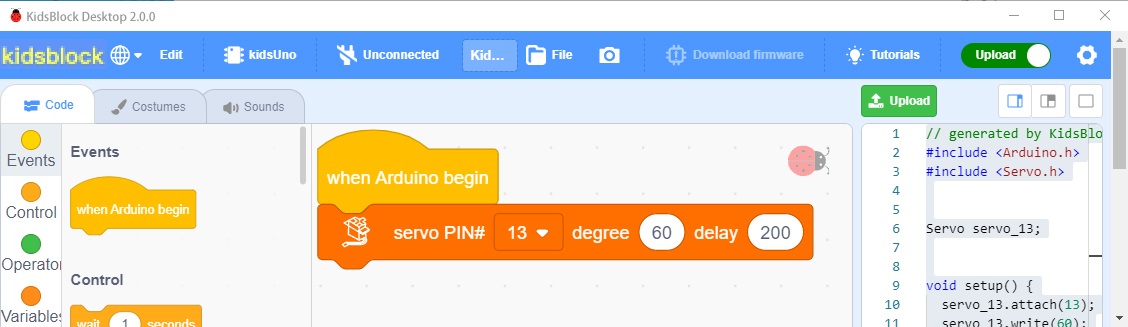 KidsBlock Desktop 2.0.0
kidsblock Edit kidsUno Unconnected Kid... File Download firmware Tutorials Upload
Code Costumes Sounds Upload
Events
Control
Operator
Variables
Events
when Arduino begin
Control
wait 1 seconds
when Arduino begin
servo PIN# 13 degree 60 delay 200
1 // generated by KidsBlo
2 #include <Arduino.h>
3 #include <Servo.h>
4
5
6 Servo servo_13;
7
8
9 void setup() {
10 servo_13.attach(13);
11 servo_13.write(60);